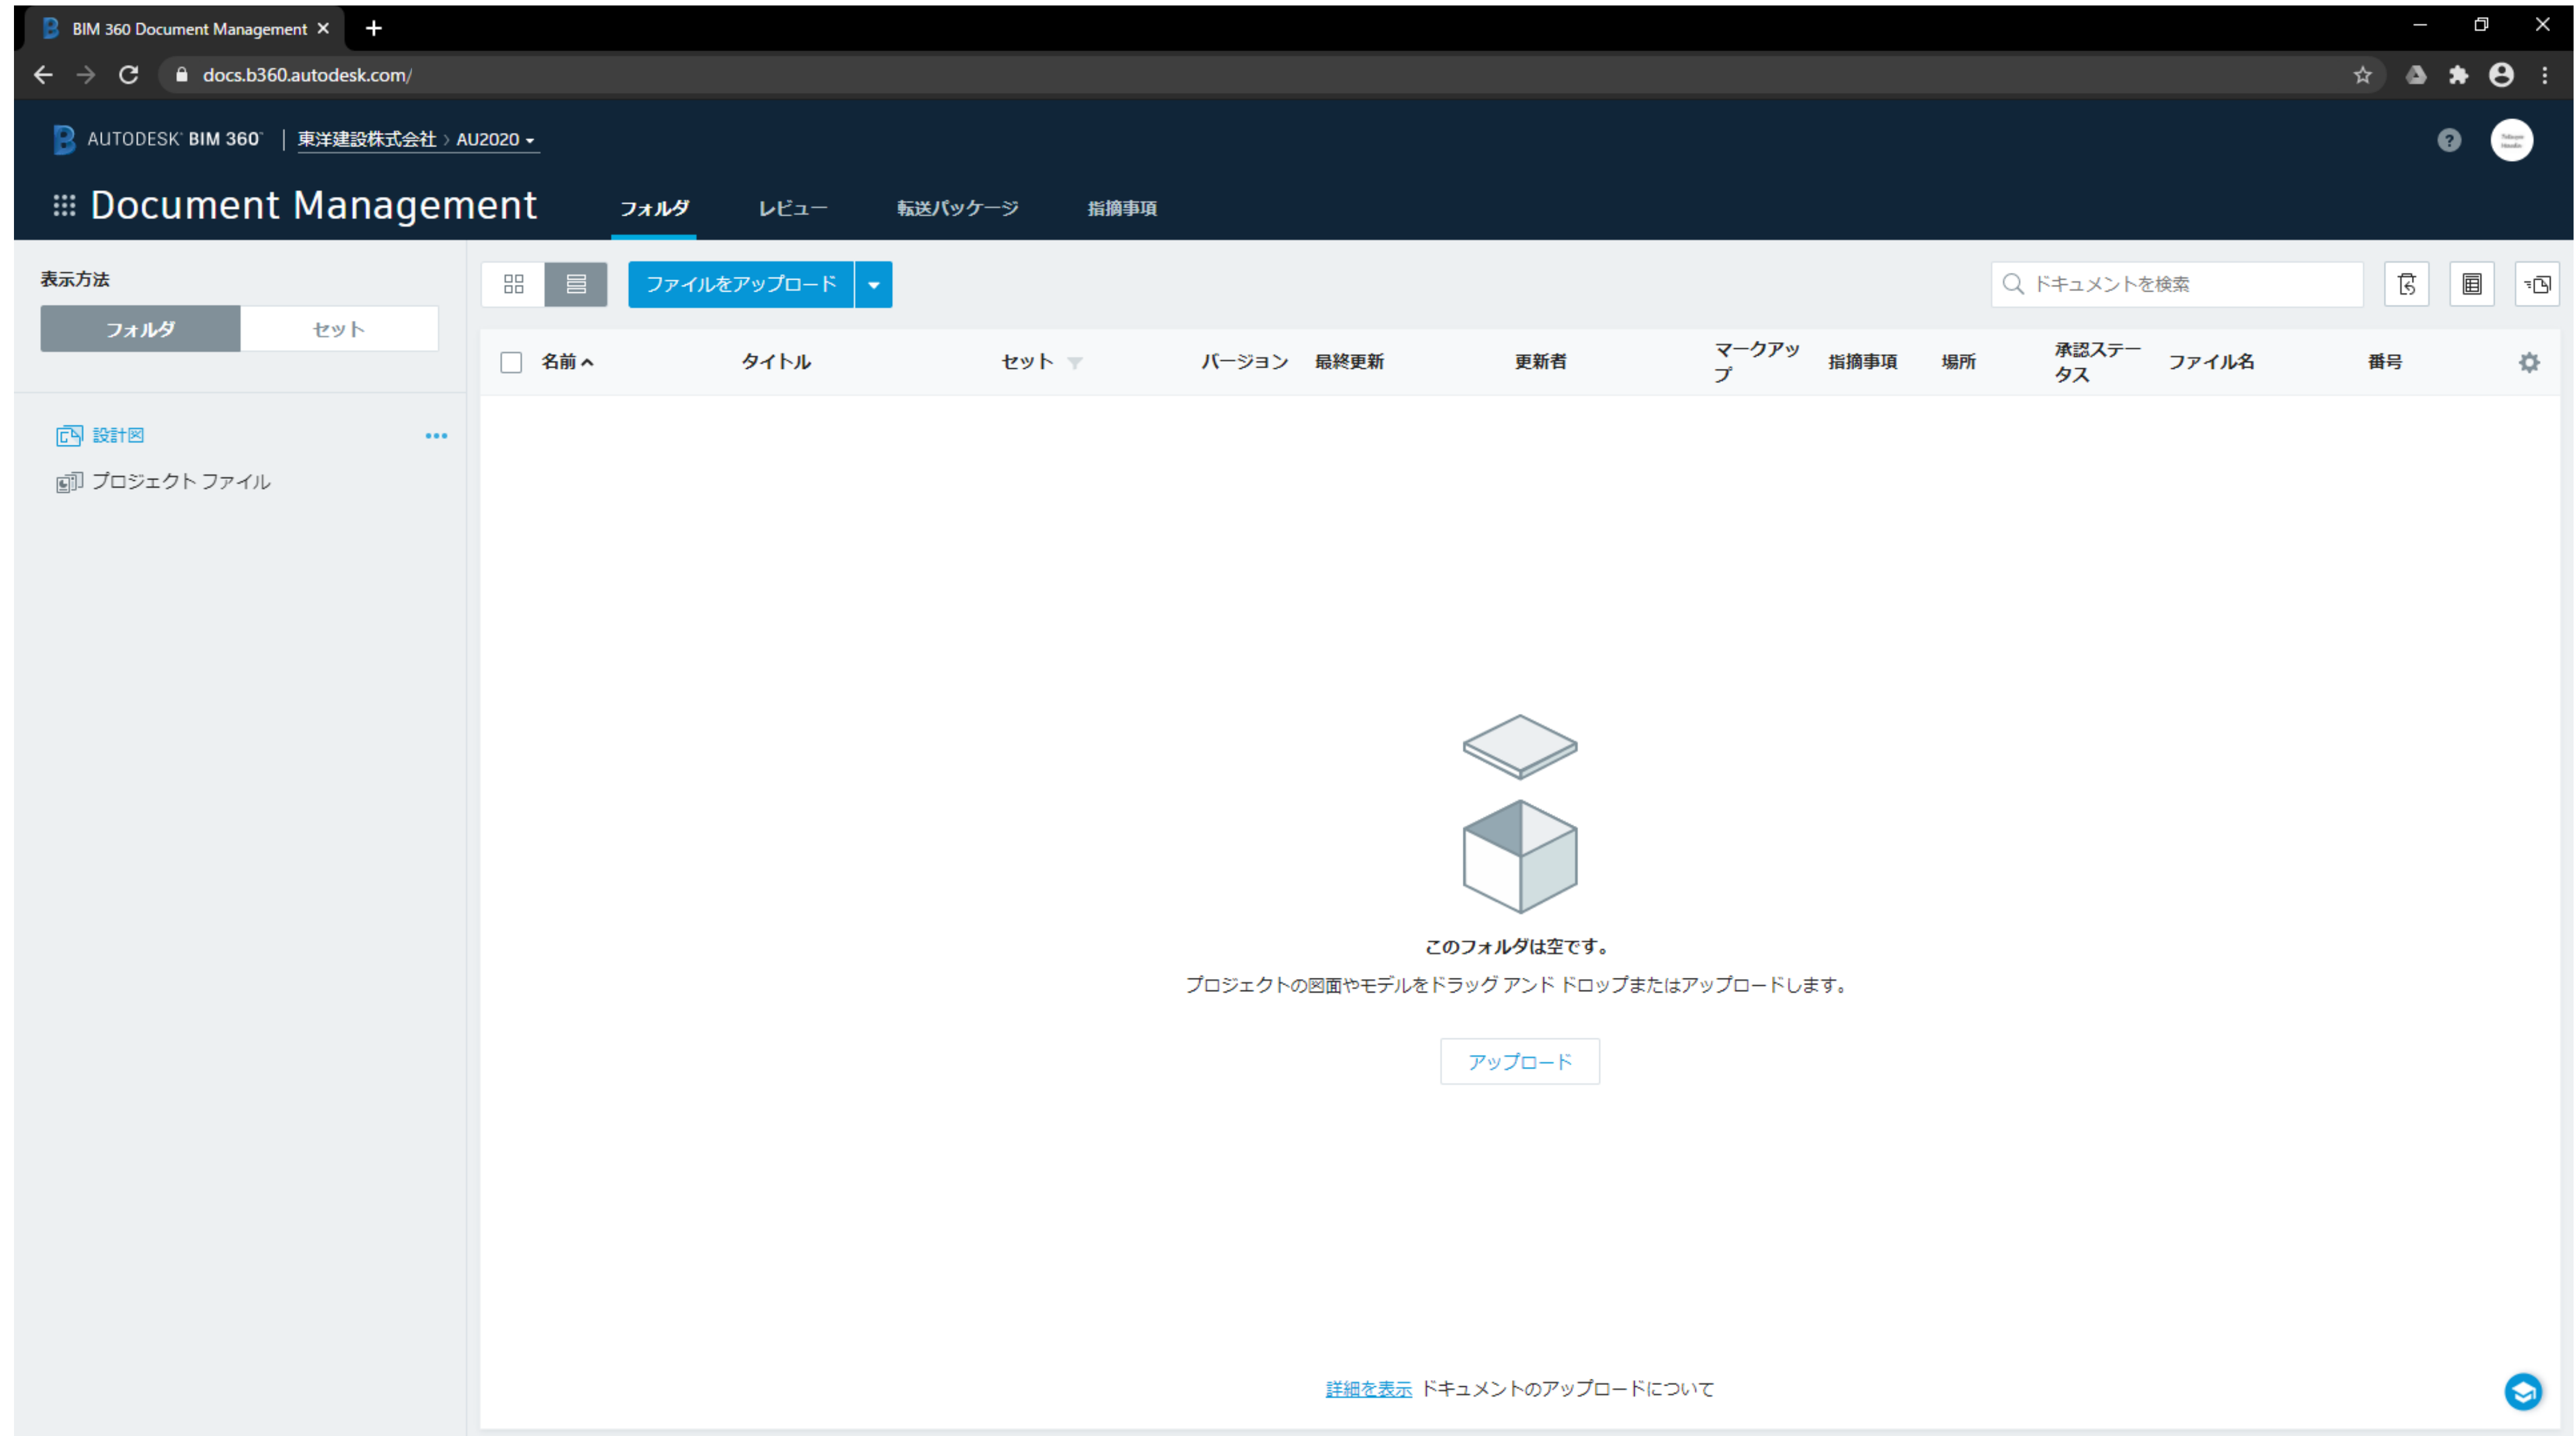 BIM 360 Document Management
docs.b360.autodesk.com/
AUTODESK® BIM 360™ | 東洋建設株式会社 > AU2020
Document Management フォルダ レビュー 転送パッケージ 指摘事項
表示方法
フォルダ セット
ファイルをアップロード
ドキュメントを検索
名前 タイトル セット バージョン 最終更新 更新者 マークアップ 指摘事項 場所 承認ステータス ファイル名 番号
設計図
プロジェクト ファイル
このフォルダは空です。
プロジェクトの図面やモデルをドラッグ アンド ドロップまたはアップロードします。
アップロード
詳細を表示 ドキュメントのアップロードについて